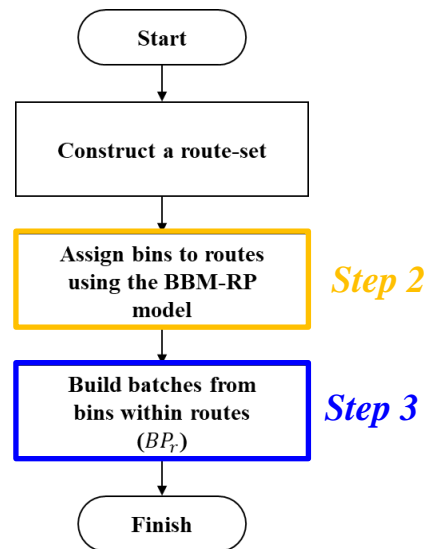 Start
Construct a route-set
Assign bins to routes
using the BBM-RP
model
Step 2
Build batches from
bins within routes
(BPᵣ)
Step 3
Finish